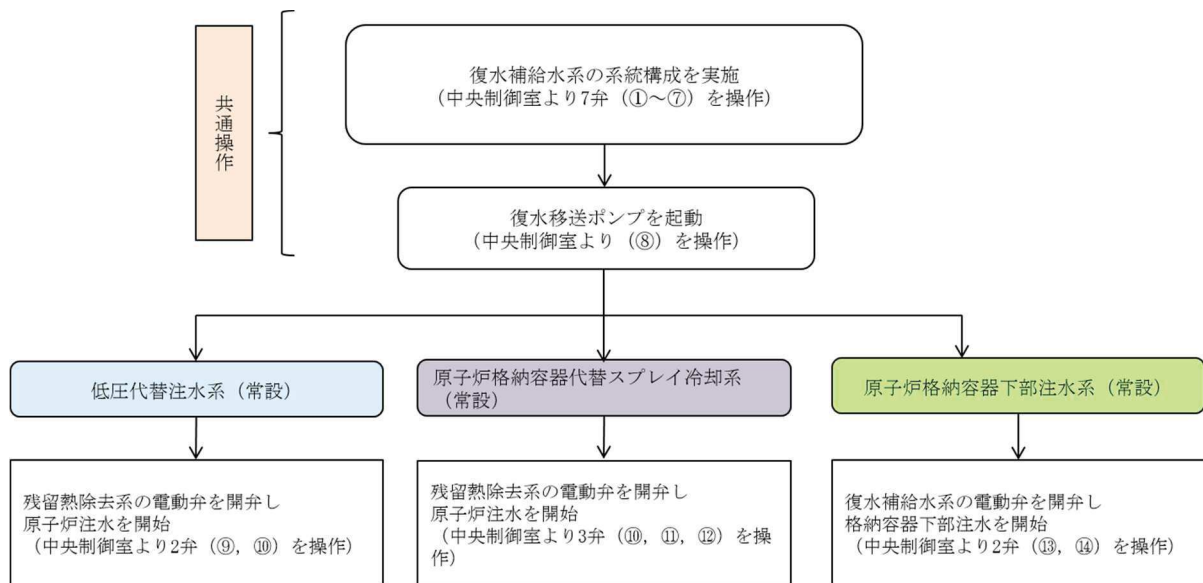 共通操作
復水補給水系の系統構成を実施
（中央制御室より7弁（①～⑦）を操作）
復水移送ポンプを起動
（中央制御室より（⑧）を操作）
低圧代替注水系（常設）
原子炉格納容器代替スプレイ冷却系
（常設）
原子炉格納容器下部注水系（常設）
残留熱除去系の電動弁を開弁し
原子炉注水を開始
（中央制御室より2弁（⑨, ⑩）を操作）
残留熱除去系の電動弁を開弁し
原子炉注水を開始
（中央制御室より3弁（⑩, ⑪, ⑫）を操
作）
復水補給水系の電動弁を開弁し
格納容器下部注水を開始
（中央制御室より2弁（⑬, ⑭）を操作）